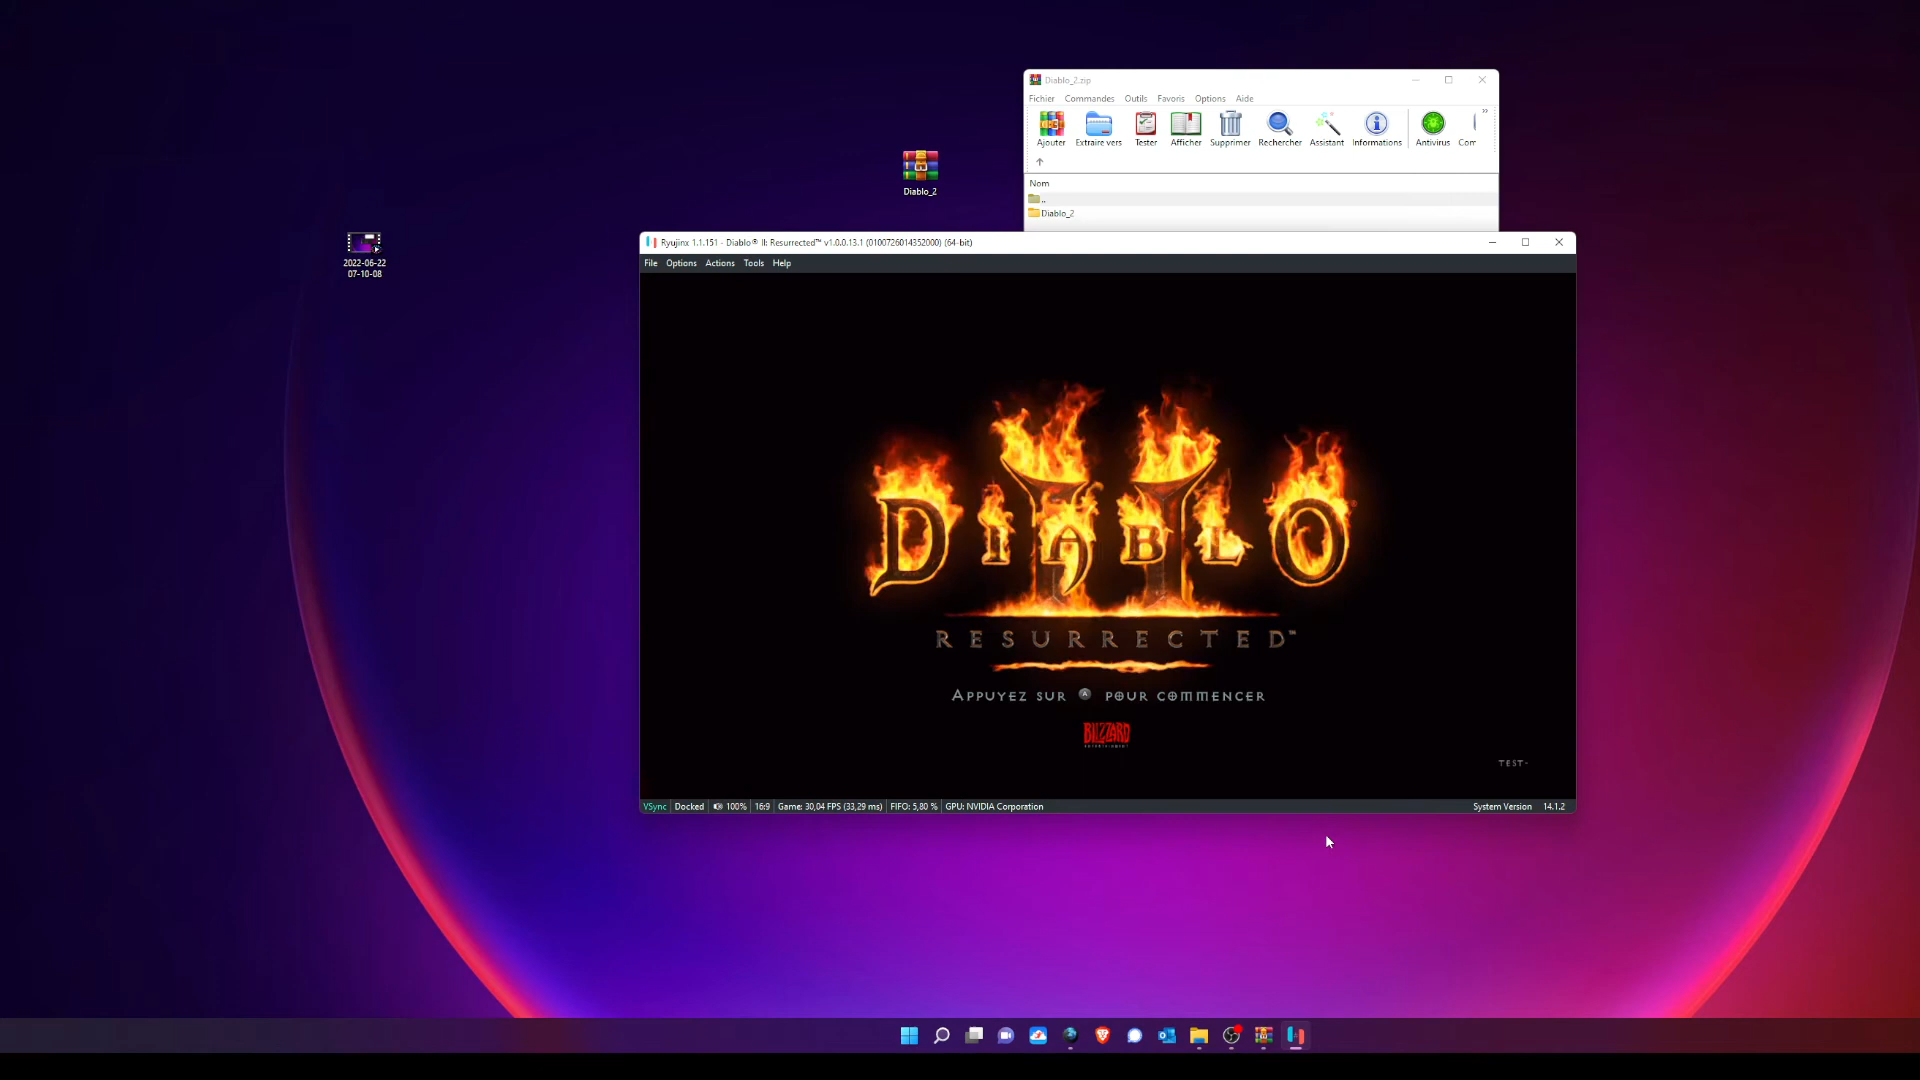 Diablo_2.zip
Fichier Commandes Outils Favoris Options Aide
Ajouter Extraire vers Tester Afficher Supprimer Rechercher Assistant Informations Antivirus Com
Nom
..
Diablo_2
Diablo_2
2022-06-22
07-10-08
Ryujinx 1.1.151 - Diablo® II: Resurrected™ v1.0.0.13.1 (0100726014352000) (64-bit)
File Options Actions Tools Help
DIABLO II
RESURRECTED™
APPUYEZ SUR A POUR COMMENCER
BLIZZARD
ENTERTAINMENT
TEST-
VSync Docked 100% 16:9 Game: 30,04 FPS (33,29 ms) FIFO: 5,80 % GPU: NVIDIA Corporation System Version 14.1.2